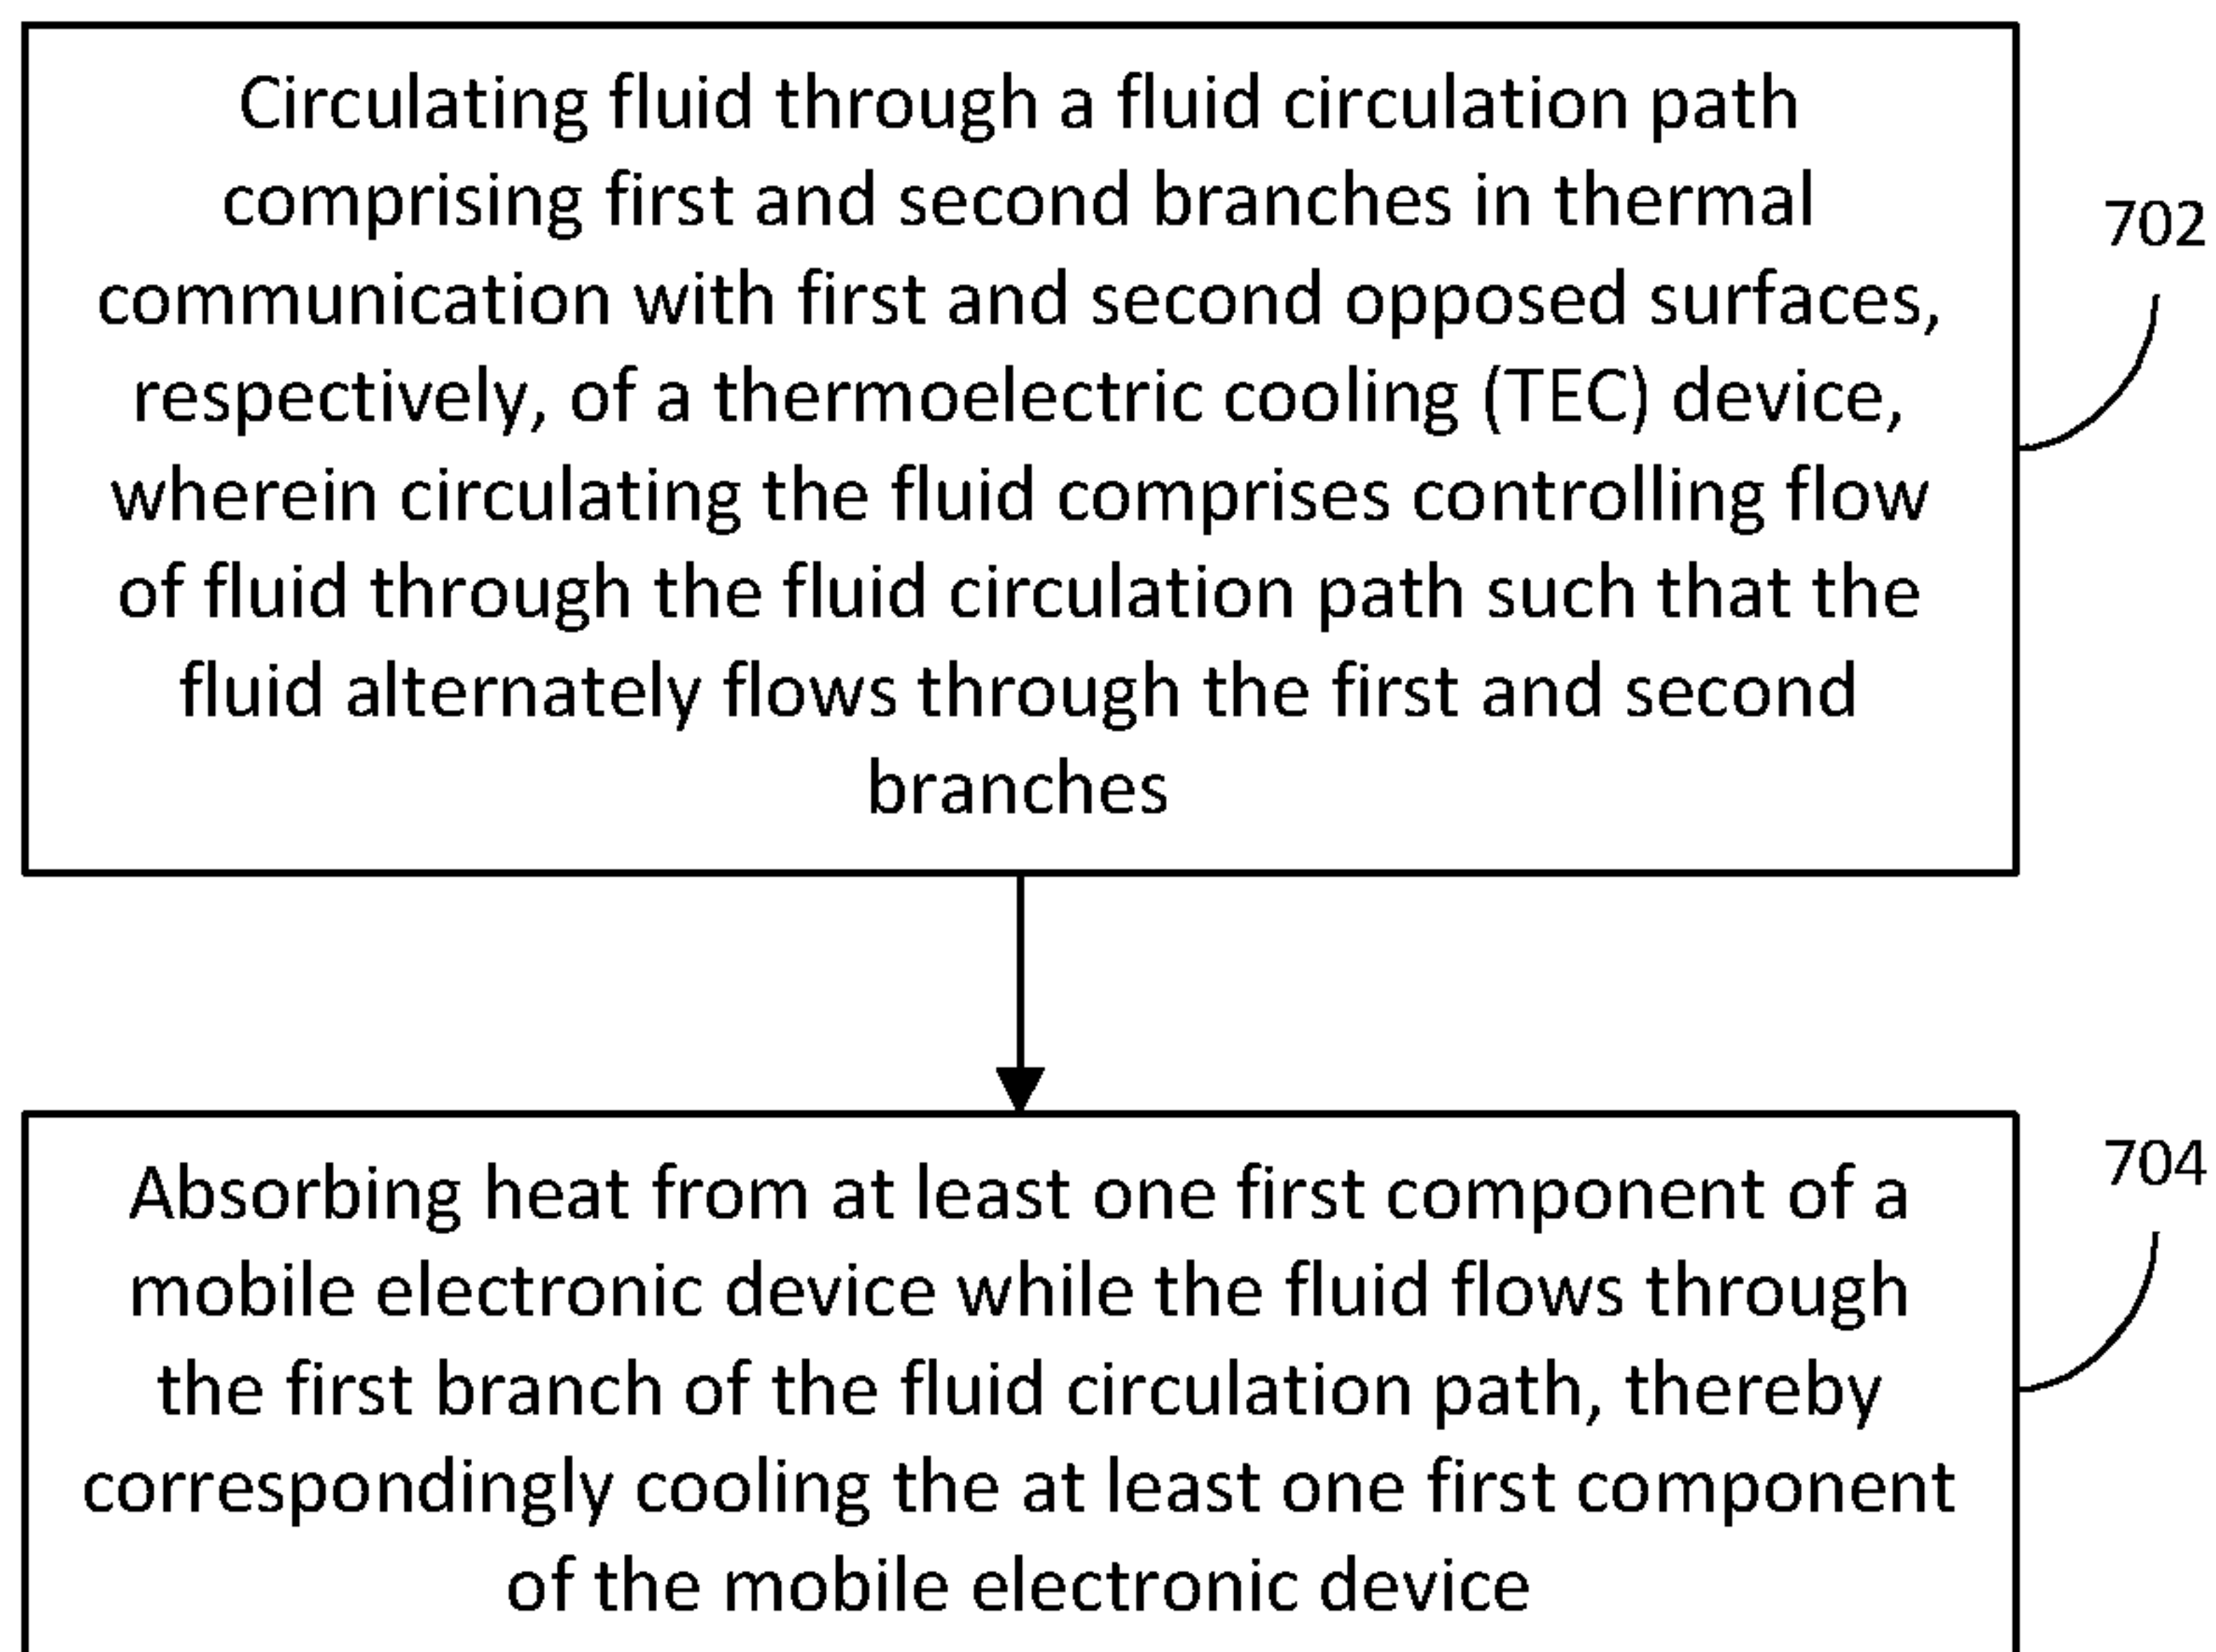 Circulating fluid through a fluid circulation path
comprising first and second branches in thermal
communication with first and second opposed surfaces,
respectively, of a thermoelectric cooling (TEC) device,
wherein circulating the fluid comprises controlling flow
of fluid through the fluid circulation path such that the
fluid alternately flows through the first and second
branches
702
Absorbing heat from at least one first component of a
mobile electronic device while the fluid flows through
the first branch of the fluid circulation path, thereby
correspondingly cooling the at least one first component
of the mobile electronic device
704